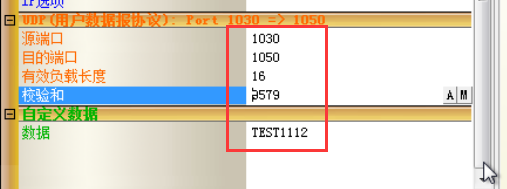 IP选项
UDP(用户数据报协议): Port 1030 => 1050
源端口 1030
目的端口 1050
有效负载长度 16
校验和 9579 A M
自定义数据
数据 TEST1112